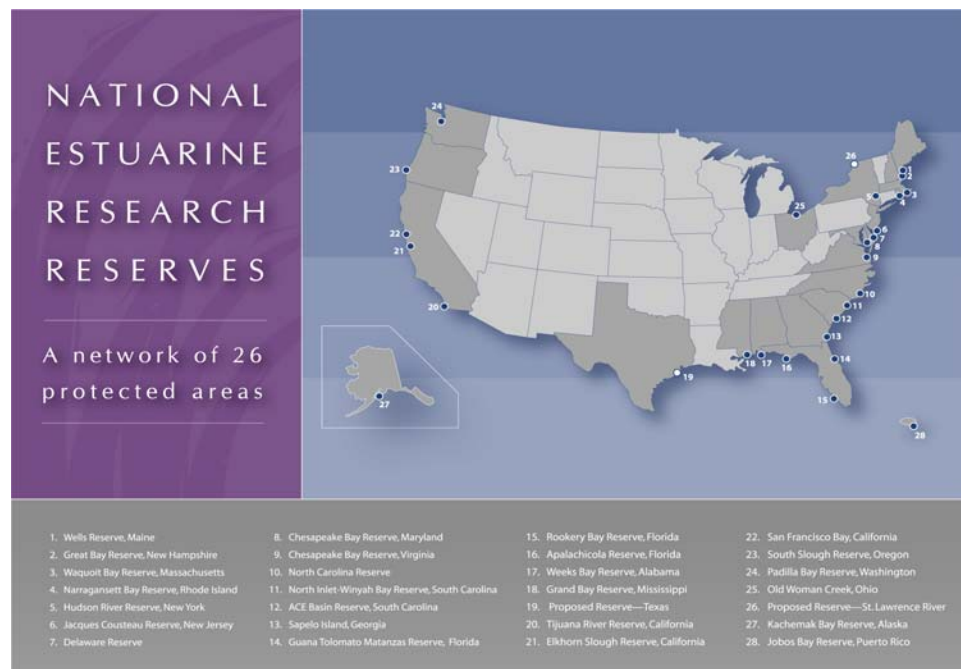 NATIONAL
ESTUARINE
RESEARCH
RESERVES
A network of 26
protected areas
24
23
22
21
20
27
19
18
17
16
15
14
13
12
11
10
9
8
7
6
5
4
3
2
1
26
25
28
1. Wells Reserve, Maine
2. Great Bay Reserve, New Hampshire
3. Waquoit Bay Reserve, Massachusetts
4. Narragansett Bay Reserve, Rhode Island
5. Hudson River Reserve, New York
6. Jacques Cousteau Reserve, New Jersey
7. Delaware Reserve
8. Chesapeake Bay Reserve, Maryland
9. Chesapeake Bay Reserve, Virginia
10. North Carolina Reserve
11. North Inlet-Winyah Bay Reserve, South Carolina
12. ACE Basin Reserve, South Carolina
13. Sapelo Island, Georgia
14. Guana Tolomato Matanzas Reserve, Florida
15. Rookery Bay Reserve, Florida
16. Apalachicola Reserve, Florida
17. Weeks Bay Reserve, Alabama
18. Grand Bay Reserve, Mississippi
19. Proposed Reserve—Texas
20. Tijuana River Reserve, California
21. Elkhorn Slough Reserve, California
22. San Francisco Bay, California
23. South Slough Reserve, Oregon
24. Padilla Bay Reserve, Washington
25. Old Woman Creek, Ohio
26. Proposed Reserve—St. Lawrence River
27. Kachemak Bay Reserve, Alaska
28. Jobos Bay Reserve, Puerto Rico